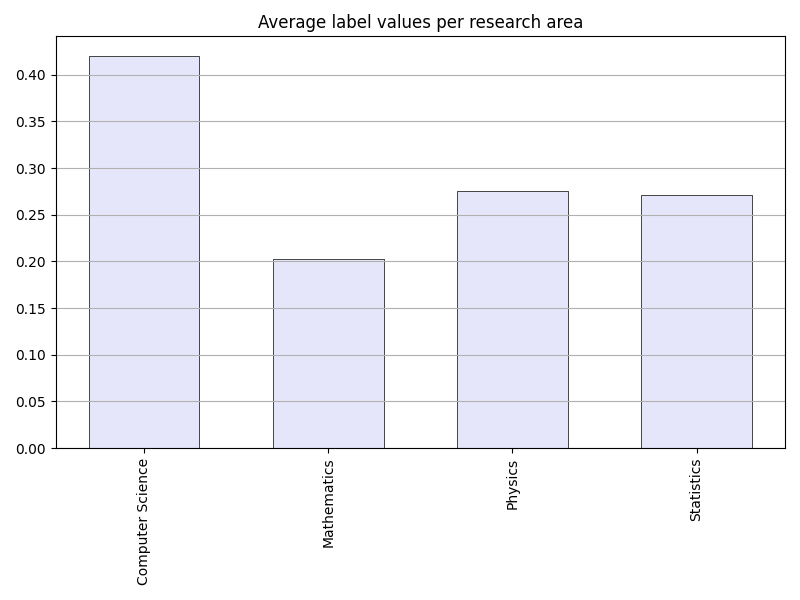 Average label values per research area
0.40
0.35
0.30
0.25
0.20
0.15
0.10
0.05
0.00
Computer Science
Mathematics
Physics
Statistics